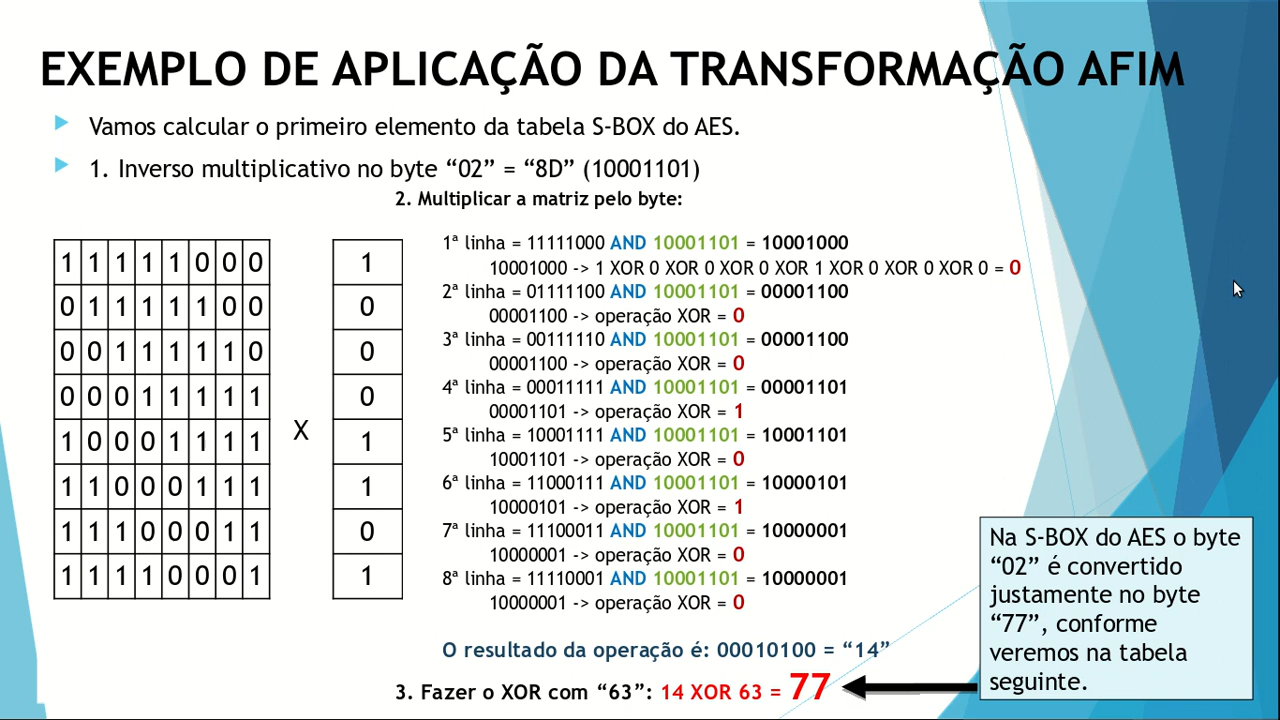 EXEMPLO DE APLICAÇÃO DA TRANSFORMAÇÃO AFIM
Vamos calcular o primeiro elemento da tabela S-BOX do AES.
1. Inverso multiplicativo no byte “02” = “8D” (10001101)
2. Multiplicar a matriz pelo byte:
1 1 1 1 1 0 0 0
0 1 1 1 1 1 0 0
0 0 1 1 1 1 1 0
0 0 0 1 1 1 1 1
1 0 0 0 1 1 1 1
1 1 0 0 0 1 1 1
1 1 1 0 0 0 1 1
1 1 1 1 0 0 0 1
X
1
0
0
0
1
1
0
1
1ª linha = 11111000 AND 10001101 = 10001000
10001000 -> 1 XOR 0 XOR 0 XOR 0 XOR 1 XOR 0 XOR 0 XOR 0 = 0
2ª linha = 01111100 AND 10001101 = 00001100
00001100 -> operação XOR = 0
3ª linha = 00111110 AND 10001101 = 00001100
00001100 -> operação XOR = 0
4ª linha = 00011111 AND 10001101 = 00001101
00001101 -> operação XOR = 1
5ª linha = 10001111 AND 10001101 = 10001101
10001101 -> operação XOR = 0
6ª linha = 11000111 AND 10001101 = 10000101
10000101 -> operação XOR = 1
7ª linha = 11100011 AND 10001101 = 10000001
10000001 -> operação XOR = 0
8ª linha = 11110001 AND 10001101 = 10000001
10000001 -> operação XOR = 0
O resultado da operação é: 00010100 = “14”
3. Fazer o XOR com “63”: 14 XOR 63 = 77
Na S-BOX do AES o byte
“02” é convertido
justamente no byte
“77”, conforme
veremos na tabela
seguinte.